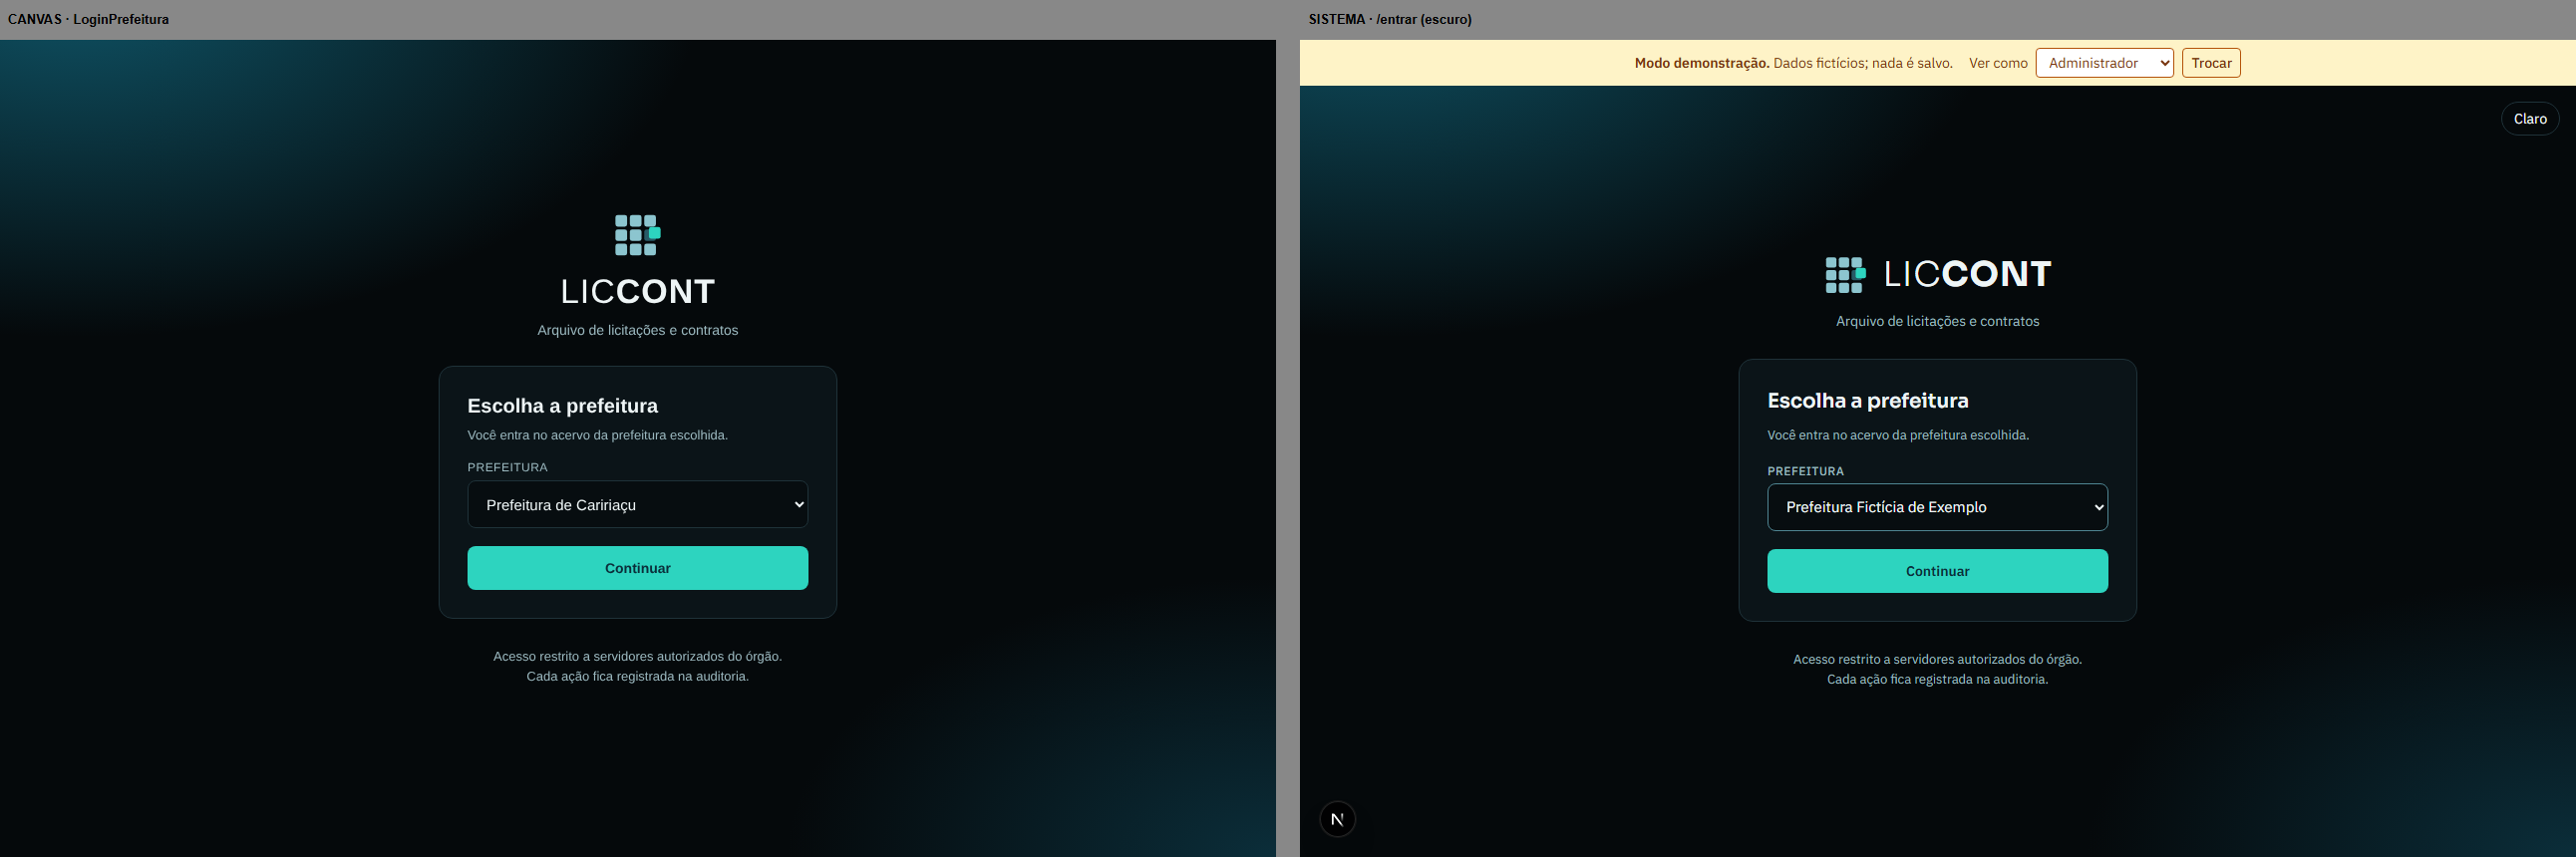 CANVAS · LoginPrefeitura
LICCONT
Arquivo de licitações e contratos
Escolha a prefeitura
Você entra no acervo da prefeitura escolhida.
PREFEITURA
Prefeitura de Caririaçu
Continuar
Acesso restrito a servidores autorizados do órgão.
Cada ação fica registrada na auditoria.
SISTEMA · /entrar (escuro)
Modo demonstração. Dados fictícios; nada é salvo. Ver como Administrador Trocar
Claro
LICCONT
Arquivo de licitações e contratos
Escolha a prefeitura
Você entra no acervo da prefeitura escolhida.
PREFEITURA
Prefeitura Fictícia de Exemplo
Continuar
Acesso restrito a servidores autorizados do órgão.
Cada ação fica registrada na auditoria.
N